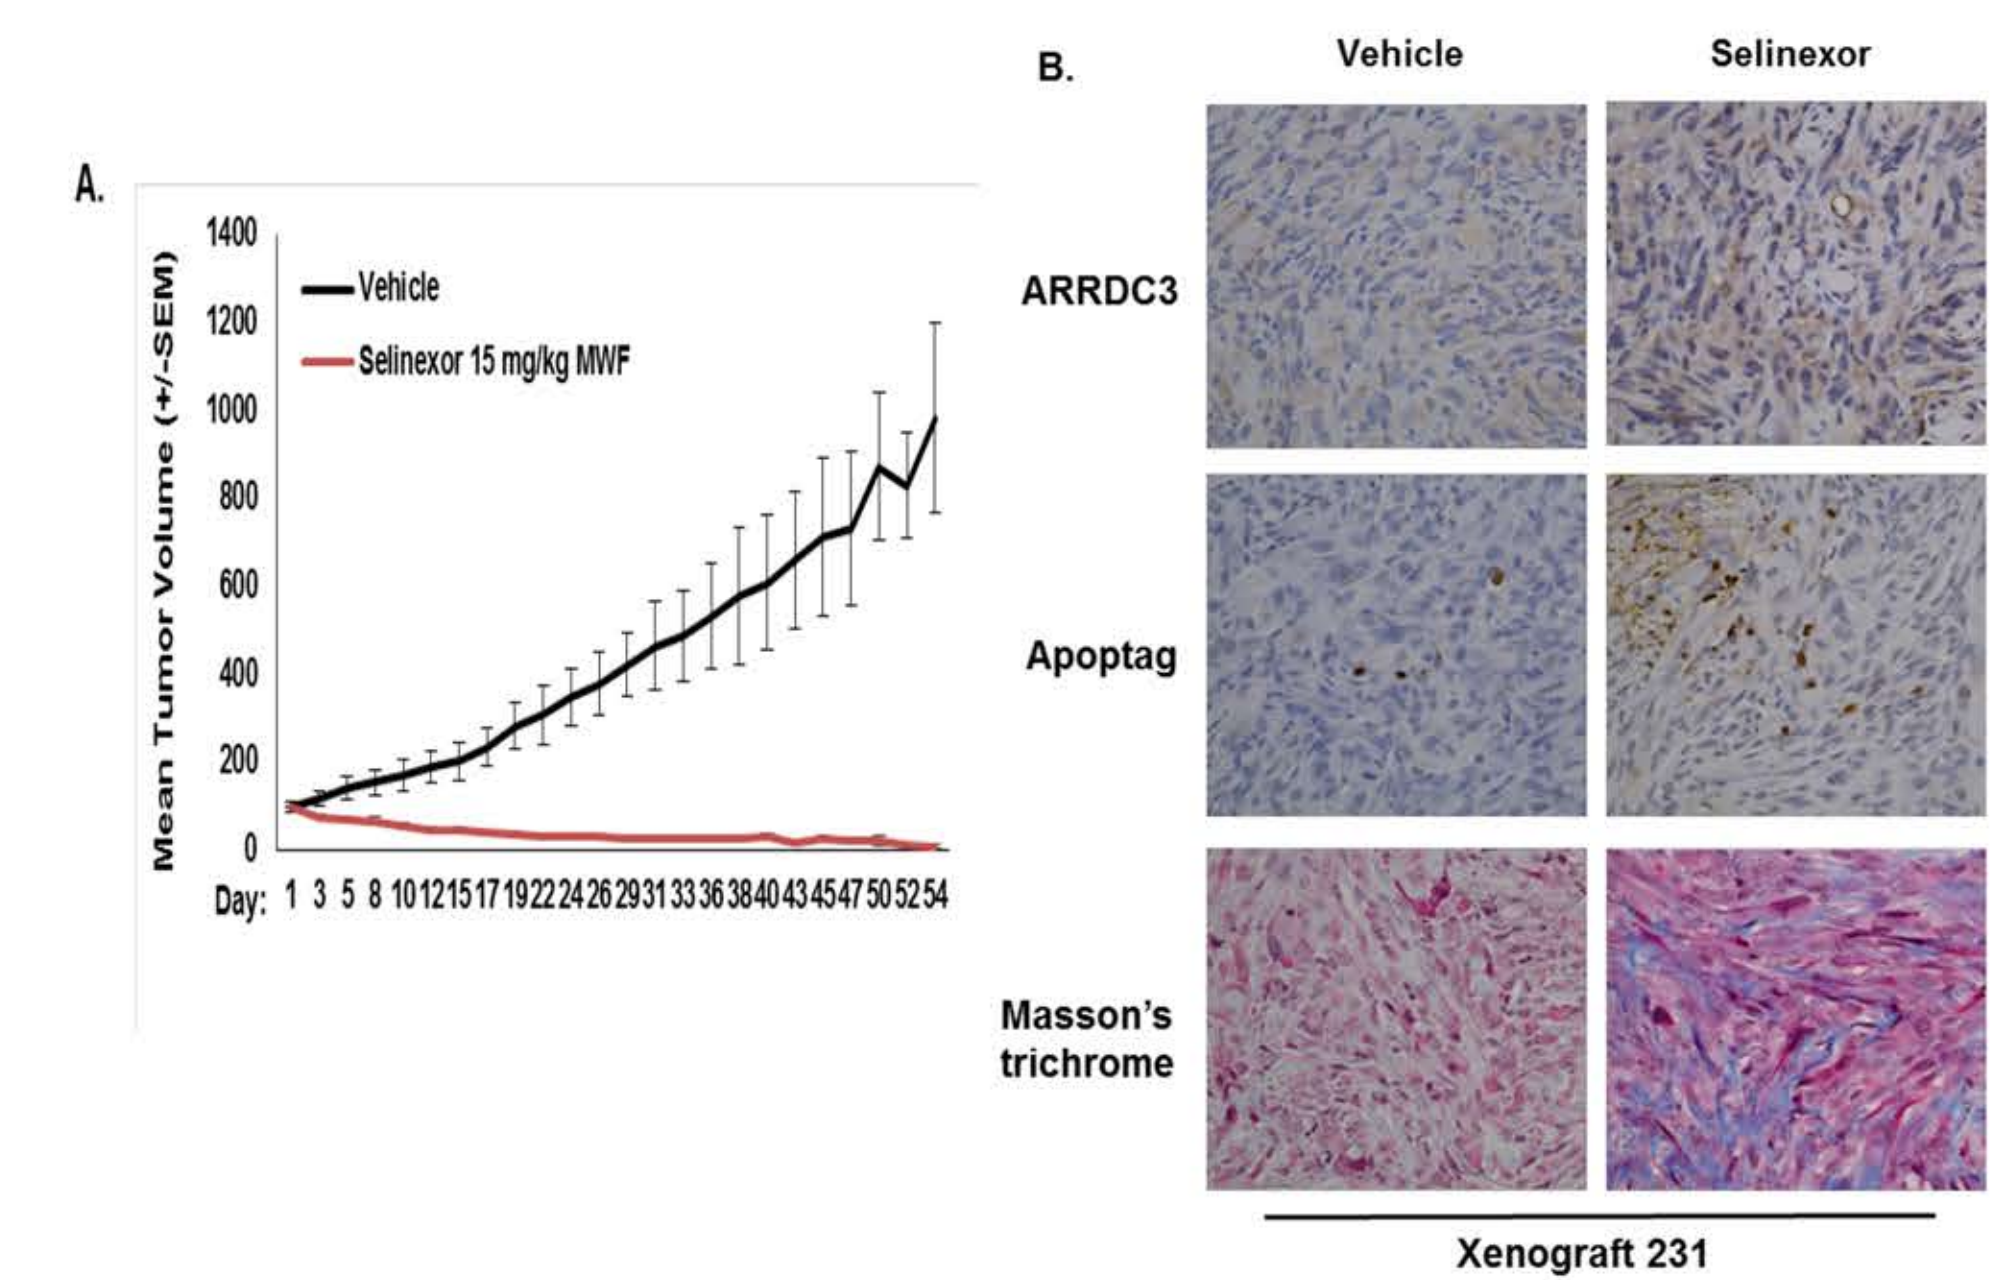 A.
Mean Tumor Volume (+/-SEM)
1400
1200
1000
800
600
400
200
0
Vehicle
Selinexor 15 mg/kg MWF
Day: 1 3 5 8 10 12 15 17 19 22 24 26 29 31 33 36 38 40 43 45 47 50 52 54
B.
Vehicle Selinexor
ARRDC3
Apoptag
Masson's
trichrome
Xenograft 231